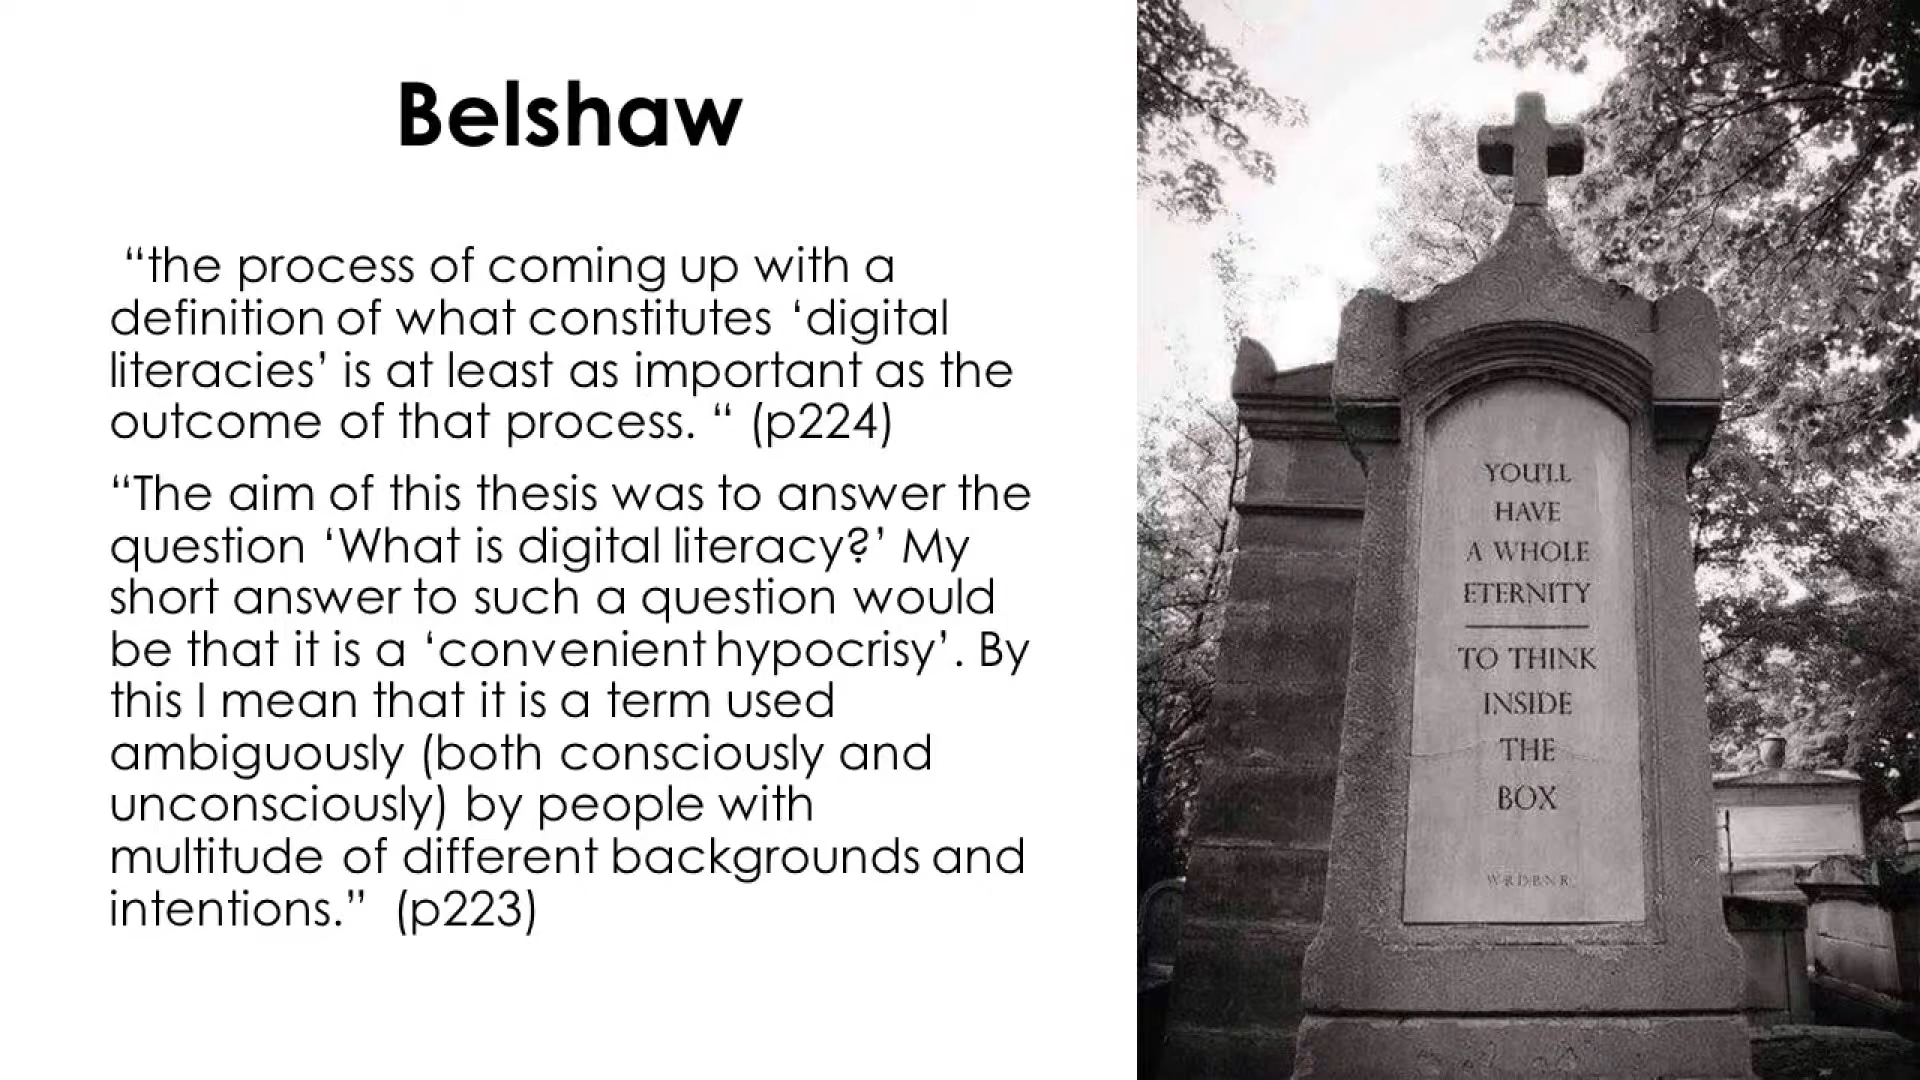 Belshaw
“the process of coming up with a
definition of what constitutes ‘digital
literacies’ is at least as important as the
outcome of that process. “ (p224)
“The aim of this thesis was to answer the
question ‘What is digital literacy?’ My
short answer to such a question would
be that it is a ‘convenient hypocrisy’. By
this I mean that it is a term used
ambiguously (both consciously and
unconsciously) by people with
multitude of different backgrounds and
intentions.” (p223)
YOU'LL
HAVE
A WHOLE
ETERNITY
TO THINK
INSIDE
THE
BOX